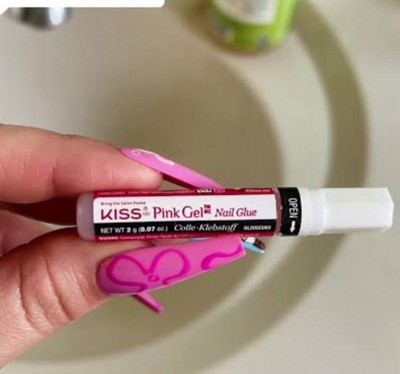 Bring the Salon Home
KISS Pink Gel Nail Glue
NET WT 2 g (0.07 oz.) Colle-Klebstoff
OPEN